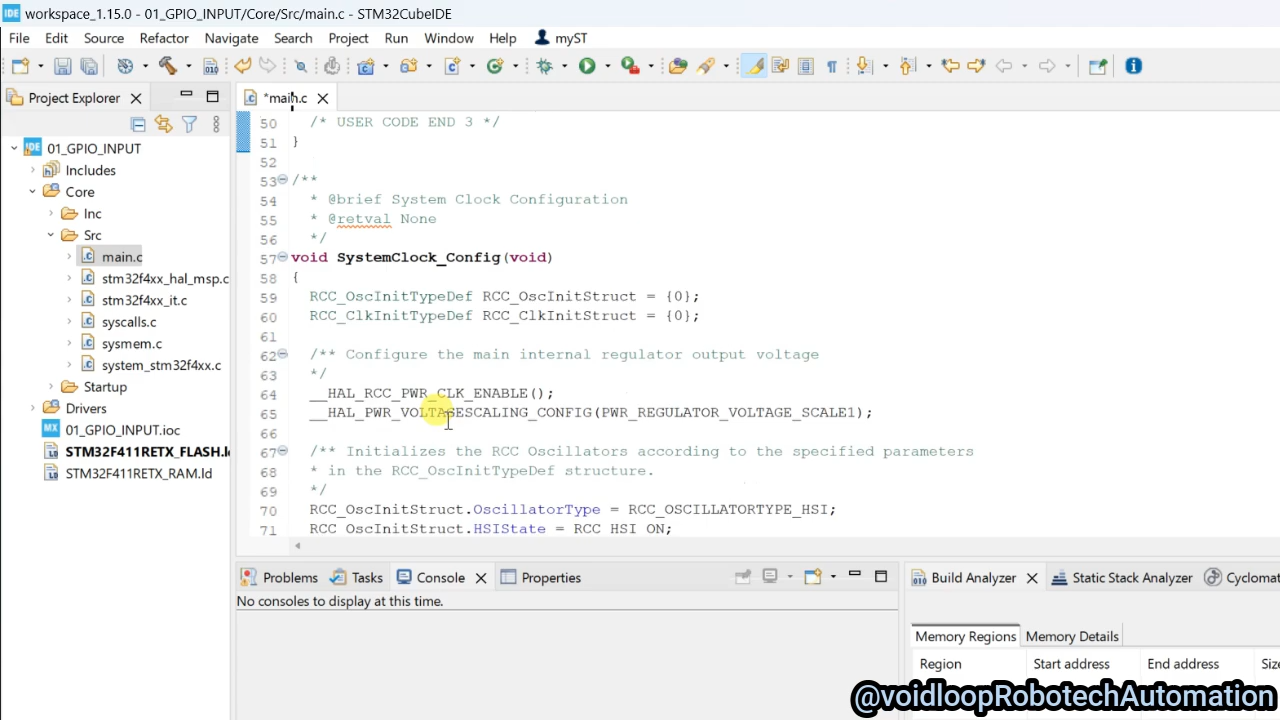 IDE workspace_1.15.0 - 01_GPIO_INPUT/Core/Src/main.c - STM32CubeIDE
File Edit Source Refactor Navigate Search Project Run Window Help myST
Project Explorer
*main.c
01_GPIO_INPUT
Includes
Core
Inc
Src
main.c
stm32f4xx_hal_msp.c
stm32f4xx_it.c
syscalls.c
sysmem.c
system_stm32f4xx.c
Startup
Drivers
01_GPIO_INPUT.ioc
STM32F411RETX_FLASH.l
STM32F411RETX_RAM.ld
50 /* USER CODE END 3 */
51 }
52
53 /**
54 * @brief System Clock Configuration
55 * @retval None
56 */
57 void SystemClock_Config(void)
58 {
59 RCC_OscInitTypeDef RCC_OscInitStruct = {0};
60 RCC_ClkInitTypeDef RCC_ClkInitStruct = {0};
61
62 /** Configure the main internal regulator output voltage
63 */
64 __HAL_RCC_PWR_CLK_ENABLE();
65 __HAL_PWR_VOLTAGESCALING_CONFIG(PWR_REGULATOR_VOLTAGE_SCALE1);
66
67 /** Initializes the RCC Oscillators according to the specified parameters
68 * in the RCC_OscInitTypeDef structure.
69 */
70 RCC_OscInitStruct.OscillatorType = RCC_OSCILLATORTYPE_HSI;
71 RCC_OscInitStruct.HSIState = RCC_HSI_ON;
Problems Tasks Console Properties
No consoles to display at this time.
Build Analyzer Static Stack Analyzer Cyclomat
Memory Regions Memory Details
Region Start address End address Size
@voidloopRobotechAutomation